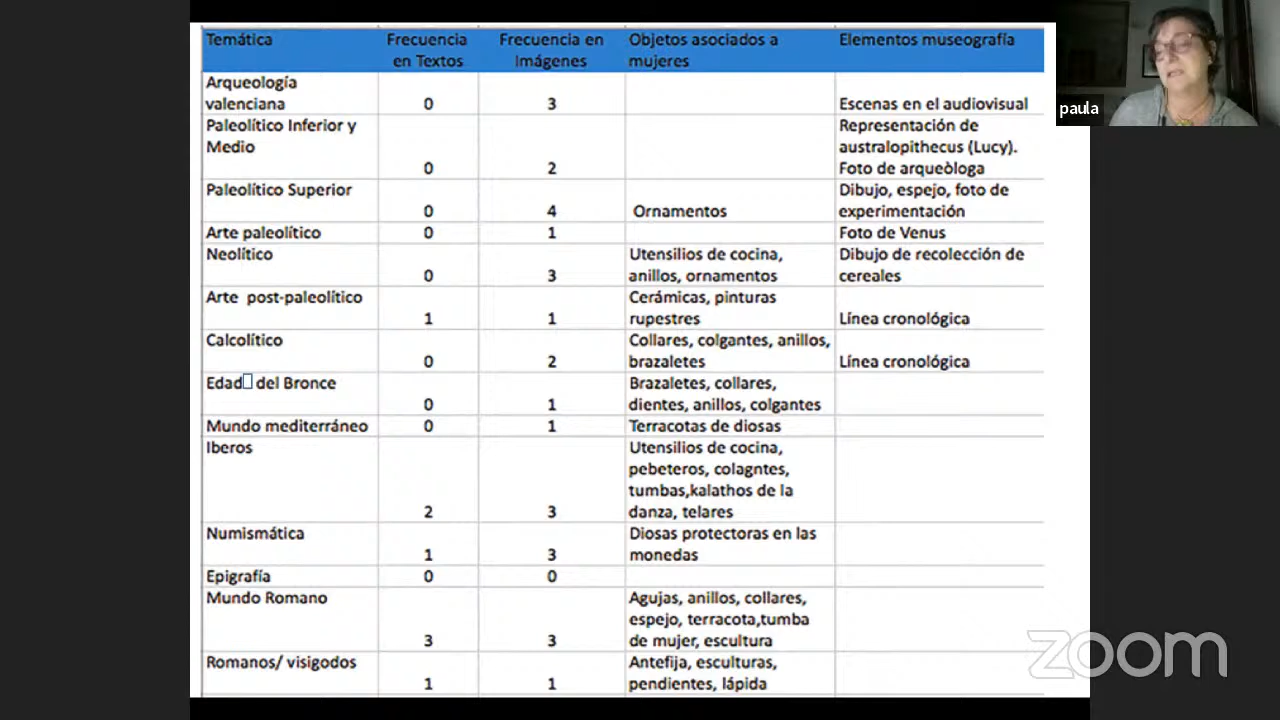 Temática Frecuencia en Textos Frecuencia en Imágenes Objetos asociados a mujeres Elementos museografía
Arqueología valenciana 0 3 Escenas en el audiovisual
Paleolítico Inferior y Medio 0 2 Representación de australopithecus (Lucy). Foto de arqueòloga
Paleolítico Superior 0 4 Ornamentos Dibujo, espejo, foto de experimentación
Arte paleolítico 0 1 Foto de Venus
Neolítico 0 3 Utensilios de cocina, anillos, ornamentos Dibujo de recolección de cereales
Arte post-paleolítico 1 1 Cerámicas, pinturas rupestres Línea cronológica
Calcolítico 0 2 Collares, colgantes, anillos, brazaletes Línea cronológica
Edad del Bronce 0 1 Brazaletes, collares, dientes, anillos, colgantes
Mundo mediterráneo 0 1 Terracotas de diosas
Iberos 2 3 Utensilios de cocina, pebeteros, colagntes, tumbas,kalathos de la danza, telares
Numismática 1 3 Diosas protectoras en las monedas
Epigrafía 0 0
Mundo Romano 3 3 Agujas, anillos, collares, espejo, terracota,tumba de mujer, escultura
Romanos/ visigodos 1 1 Antefija, esculturas, pendientes, lápida
paula
zoom